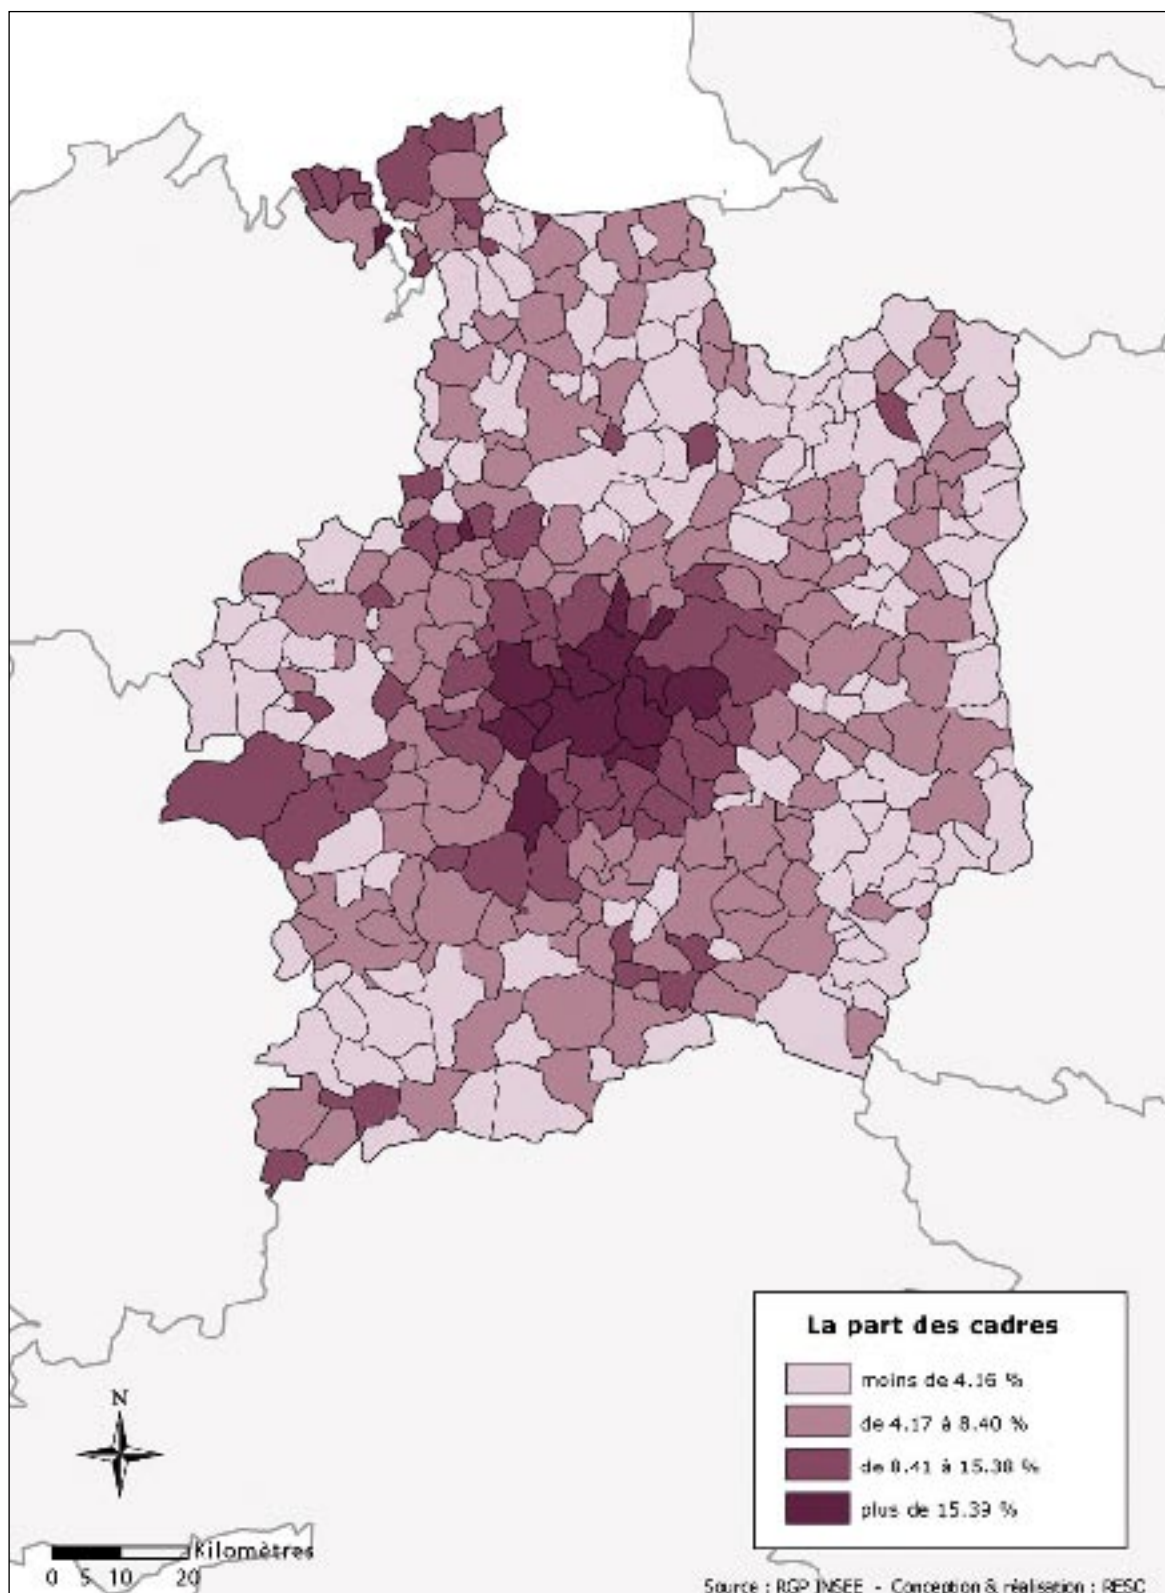 La part des cadres
moins de 4.16 %
de 4.17 à 8.40 %
de 8.41 à 15.38 %
plus de 15.39 %
N
Kilomètres
0 5 10 20
Source : RGP INSEE - Conception & réalisation : RESO